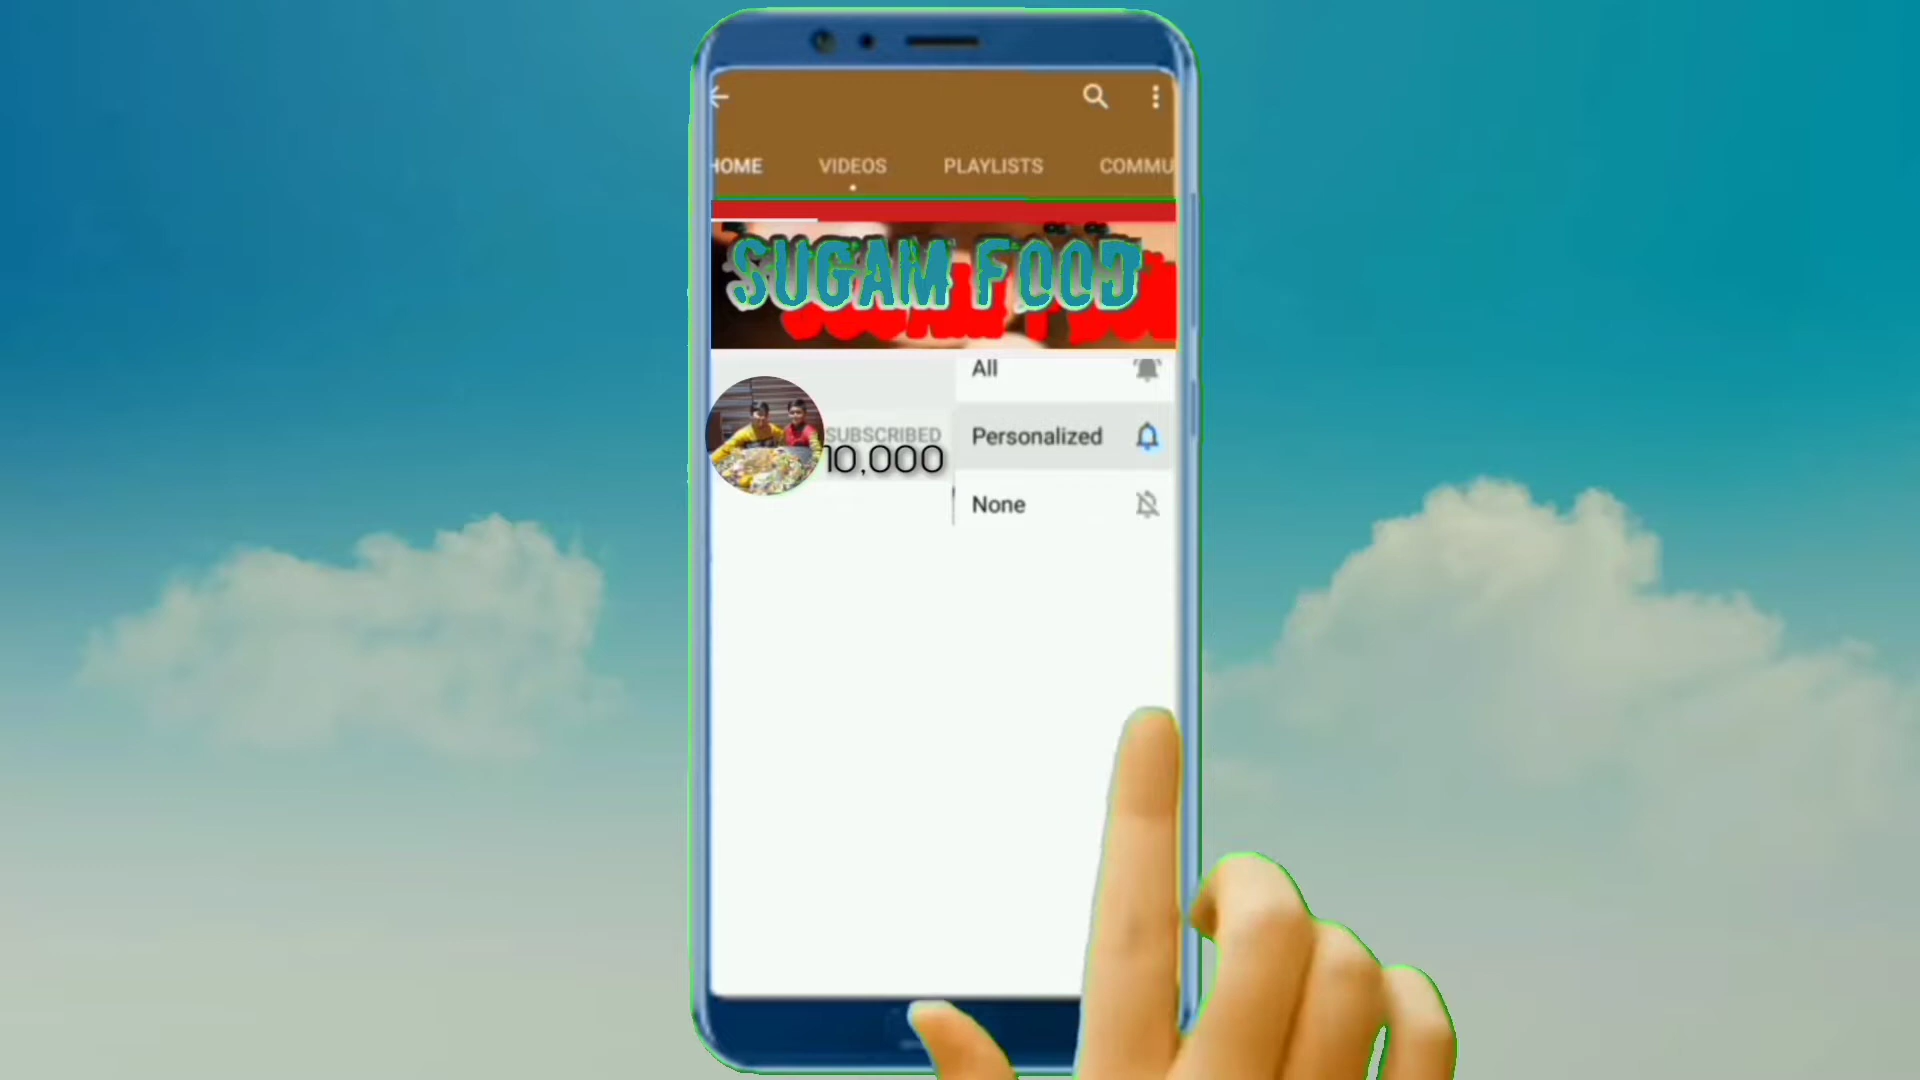 HOME VIDEOS PLAYLISTS COMMU
SUGAM FOOD
All
SUBSCRIBED
10,000
Personalized
None